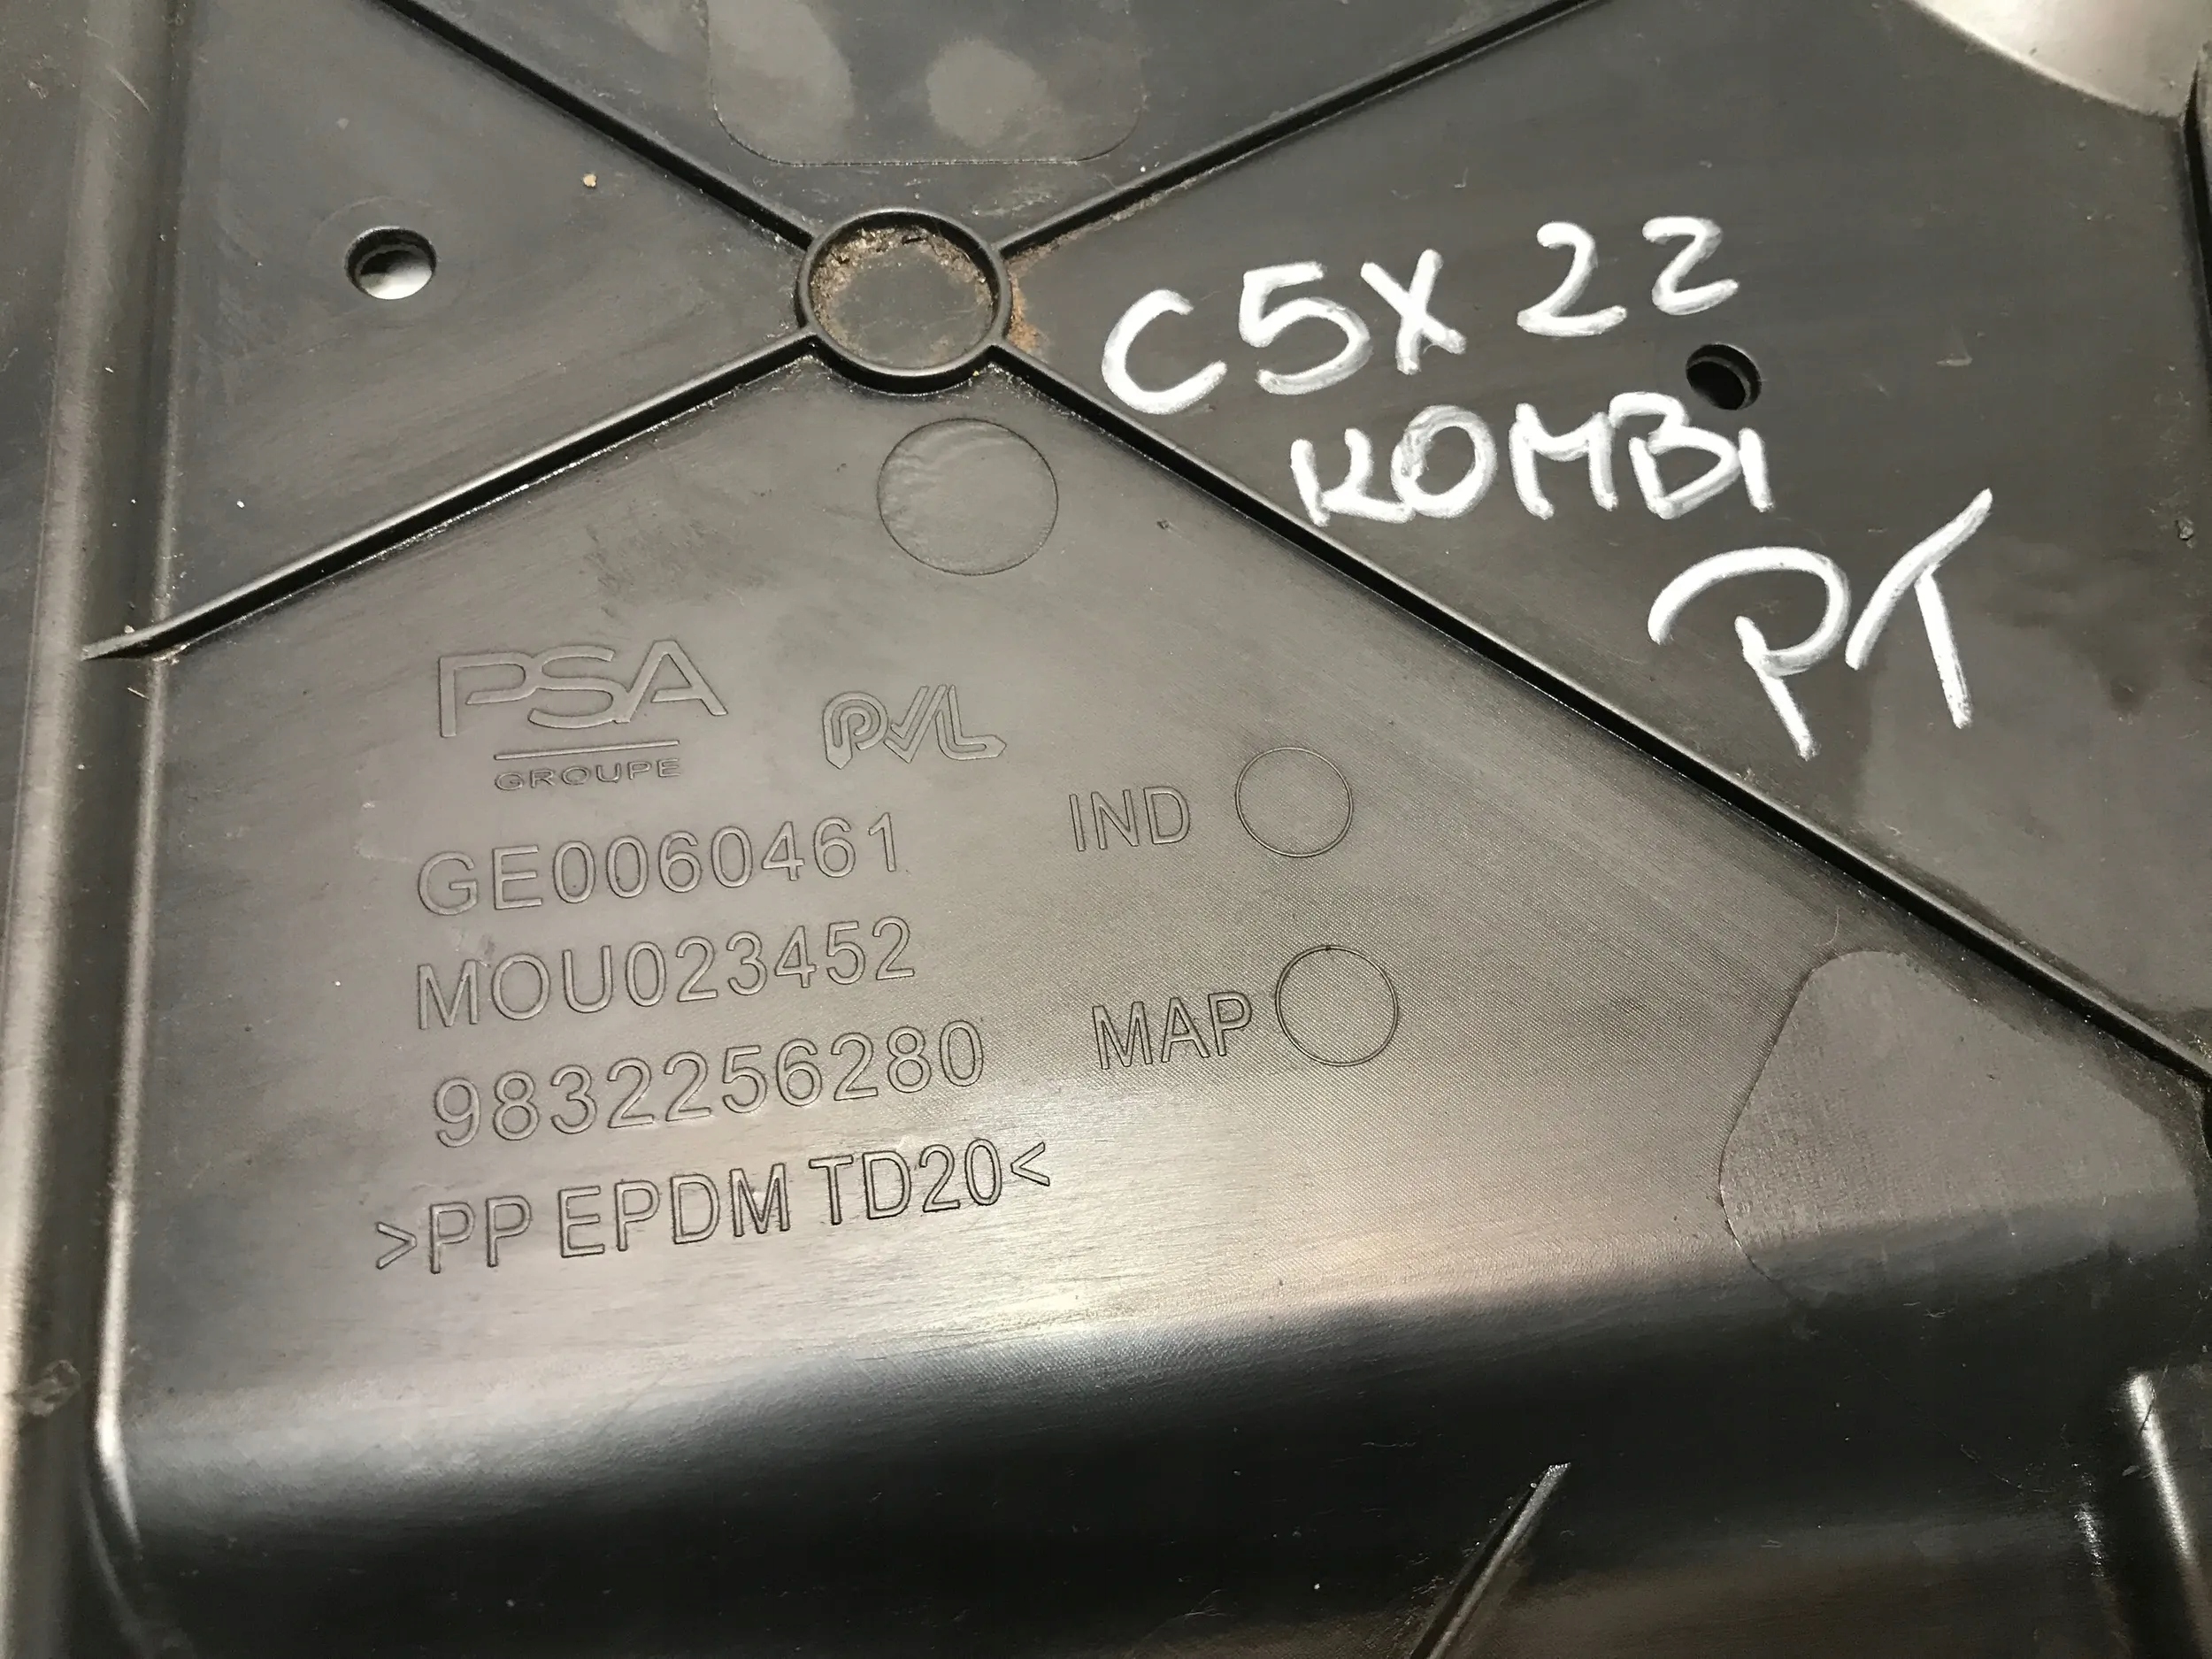 C5X 22
KOMBI
PT
PSA
GROUPE
PVL
GE0060461
IND
MOU023452
MAP
9832256280
>PP EPDM TD20<